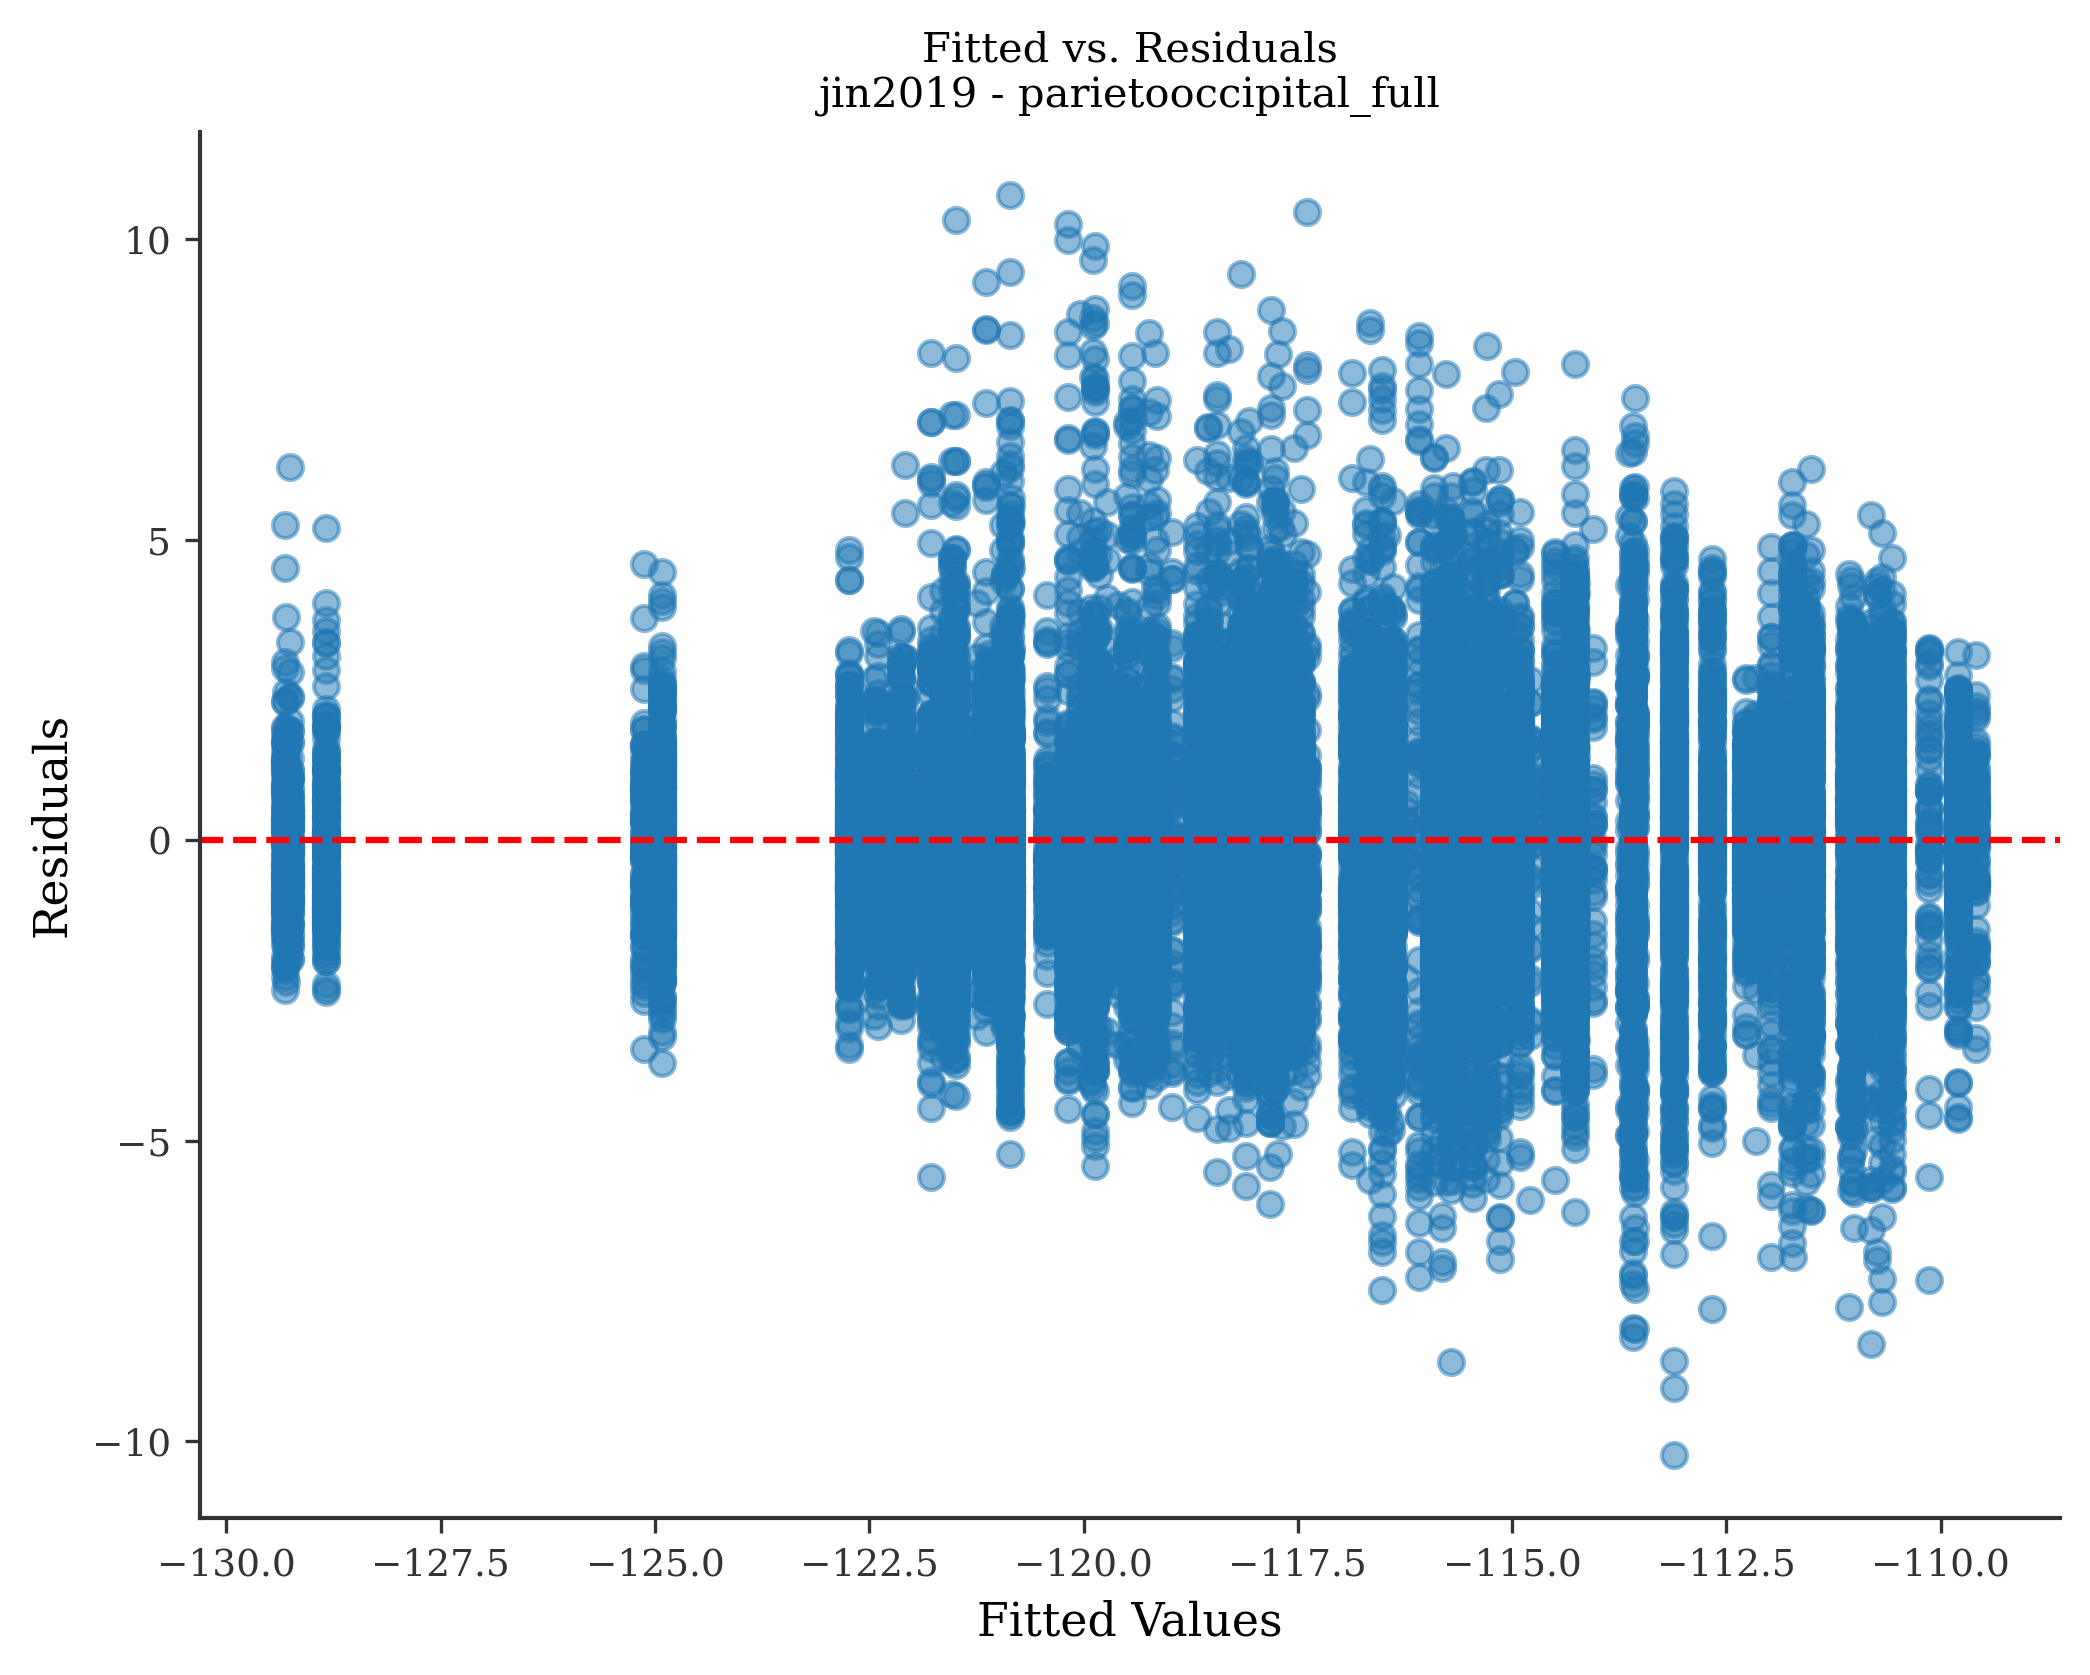 Fitted vs. Residuals
jin2019 - parietooccipital_full
10
5
0
−5
−10
Residuals
−130.0 −127.5 −125.0 −122.5 −120.0 −117.5 −115.0 −112.5 −110.0
Fitted Values